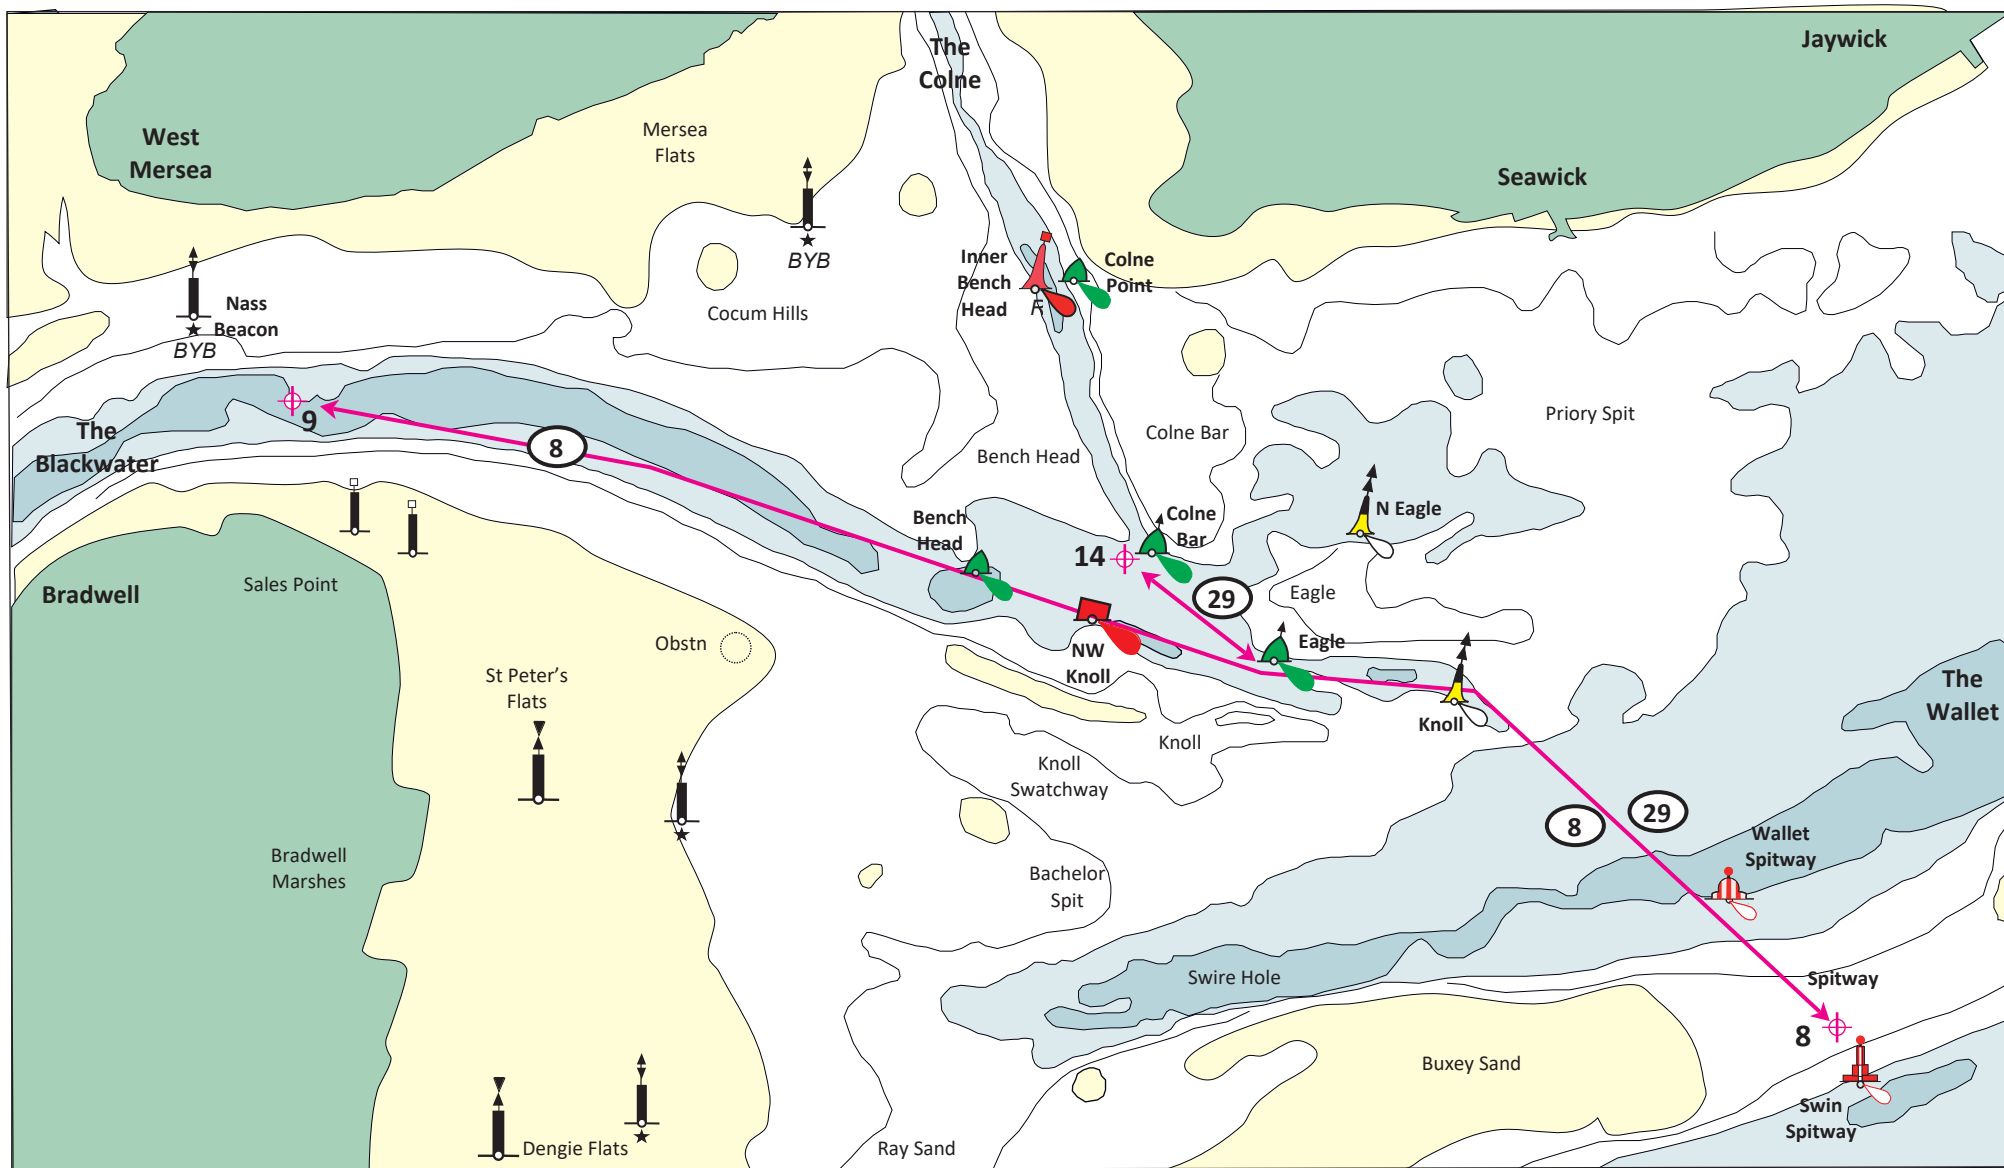 The
Colne
Jaywick
West
Mersea
Mersea
Flats
Seawick
BYB
Inner
Bench
Head
Colne
Point
R
Nass
Beacon
BYB
Cocum Hills
9
The
Blackwater
8
Priory Spit
Colne Bar
Bench Head
N Eagle
Bench
Head
Colne
Bar
14
Bradwell
Sales Point
29
Eagle
Obstn
NW
Knoll
Eagle
St Peter's
Flats
The
Wallet
Knoll
Knoll
Knoll
Swatchway
8
29
Wallet
Spitway
Bradwell
Marshes
Bachelor
Spit
Swire Hole
Spitway
8
Buxey Sand
Swin
Spitway
Dengie Flats
Ray Sand